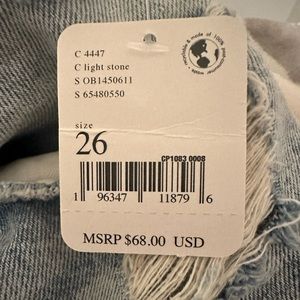 C 4447
C light stone
S OB1450611
S 65480550
size
26
CP1083 0008
1 96347 11879 6
MSRP $68.00 USD